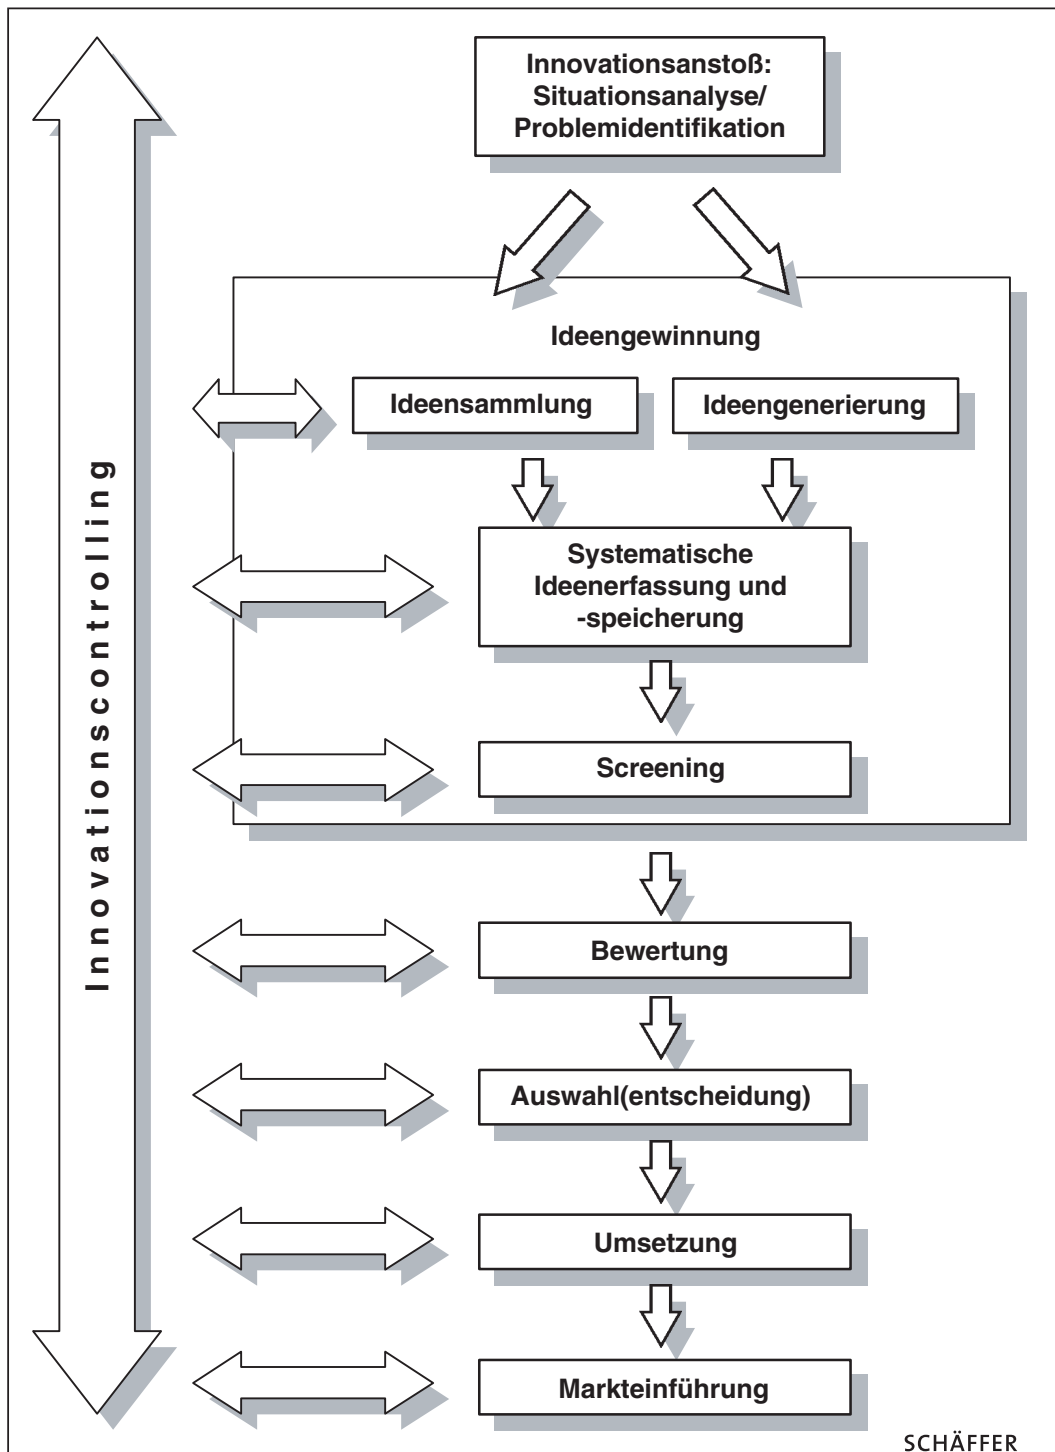 Innovationsanstoß:
Situationsanalyse/
Problemidentifikation
Ideengewinnung
Ideensammlung
Ideengenerierung
Systematische
Ideenerfassung und
-speicherung
Screening
Bewertung
Auswahl(entscheidung)
Umsetzung
Markteinführung
Innovationscontrolling
SCHÄFFER